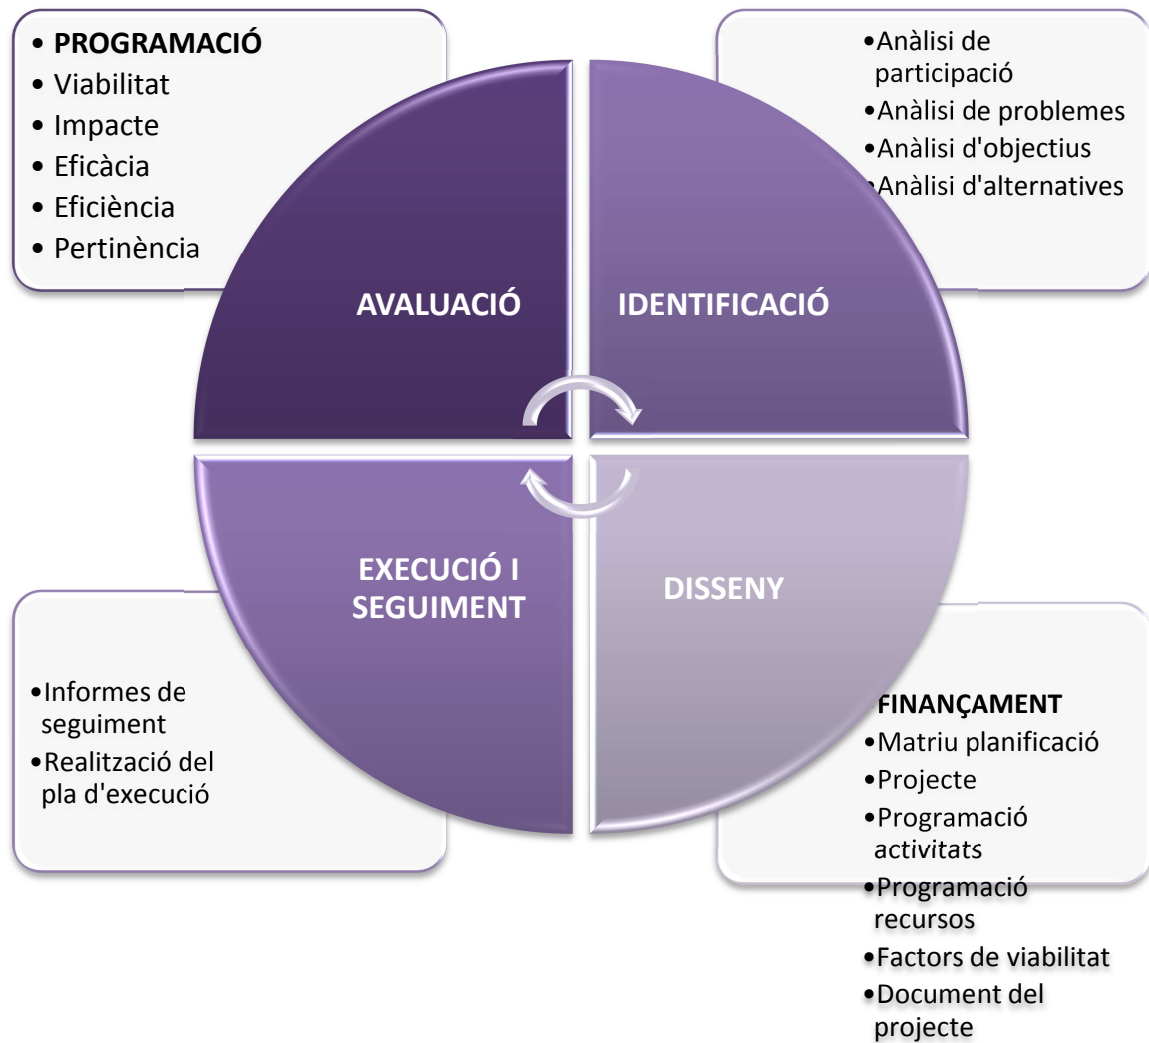 • PROGRAMACIÓ
• Viabilitat
• Impacte
• Eficàcia
• Eficiència
• Pertinència
•Anàlisi de
participació
•Anàlisi de problemes
•Anàlisi d'objectius
•Anàlisi d'alternatives
AVALUACIÓ
IDENTIFICACIÓ
EXECUCIÓ I
SEGUIMENT
DISSENY
•Informes de
seguiment
•Realització del
pla d'execució
FINANÇAMENT
•Matriu planificació
•Projecte
•Programació
activitats
•Programació
recursos
•Factors de viabilitat
•Document del
projecte